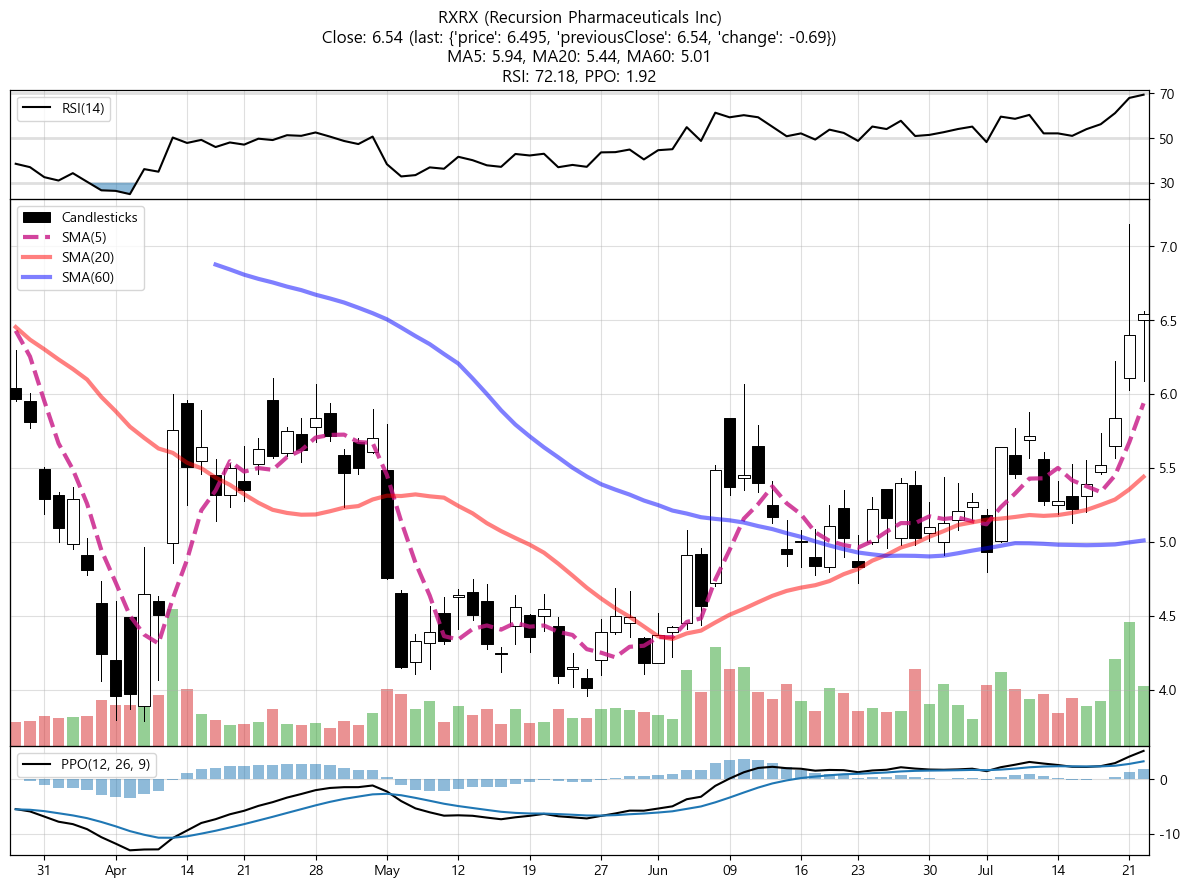 RXRX (Recursion Pharmaceuticals Inc)
Close: 6.54 (last: {'price': 6.495, 'previousClose': 6.54, 'change': -0.69})
MA5: 5.94, MA20: 5.44, MA60: 5.01
RSI: 72.18, PPO: 1.92
RSI(14)
70
50
30
Candlesticks
SMA(5)
SMA(20)
SMA(60)
7.0
6.5
6.0
5.5
5.0
4.5
4.0
PPO(12, 26, 9)
0
-10
31 Apr 14 21 28 May 12 19 27 Jun 09 16 23 30 Jul 14 21